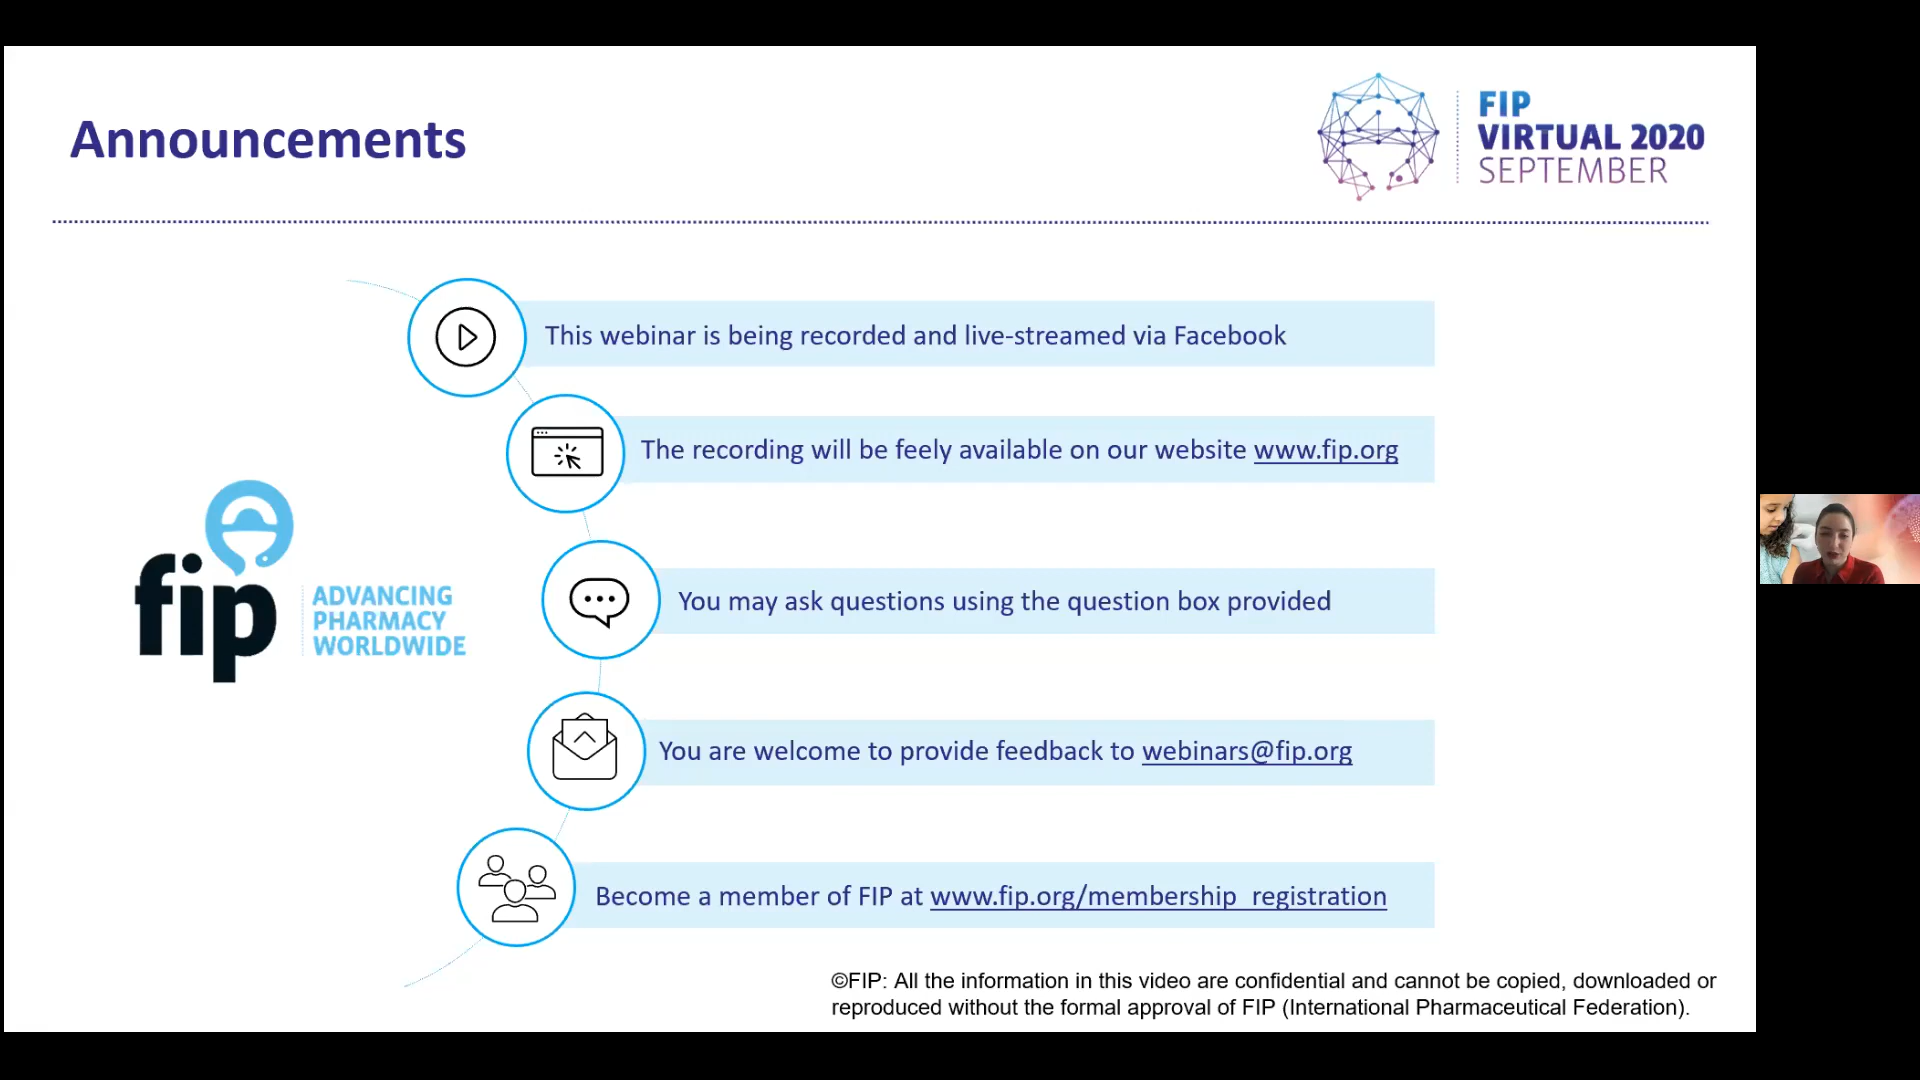 Announcements
FIP
VIRTUAL 2020
SEPTEMBER
This webinar is being recorded and live-streamed via Facebook
The recording will be feely available on our website www.fip.org
You may ask questions using the question box provided
You are welcome to provide feedback to webinars@fip.org
Become a member of FIP at www.fip.org/membership_registration
fip
ADVANCING
PHARMACY
WORLDWIDE
©FIP: All the information in this video are confidential and cannot be copied, downloaded or
reproduced without the formal approval of FIP (International Pharmaceutical Federation).